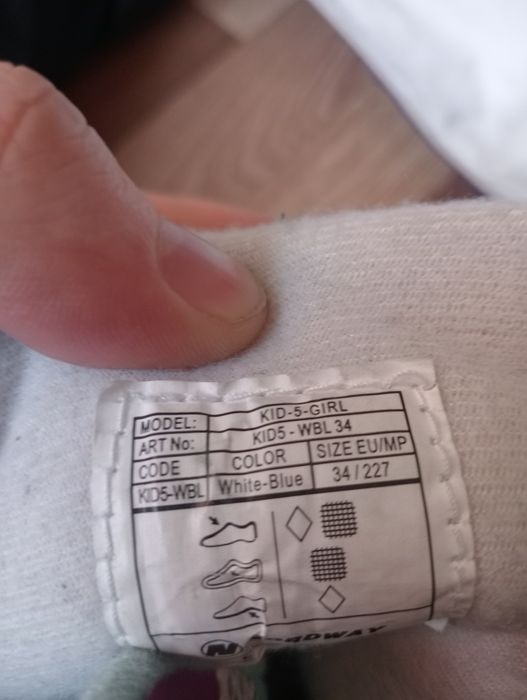 MODEL: KID-5-GIRL
ART No: KID5 - WBL 34
CODE COLOR SIZE EU/MP
KID5-WBL White-Blue 34 / 227